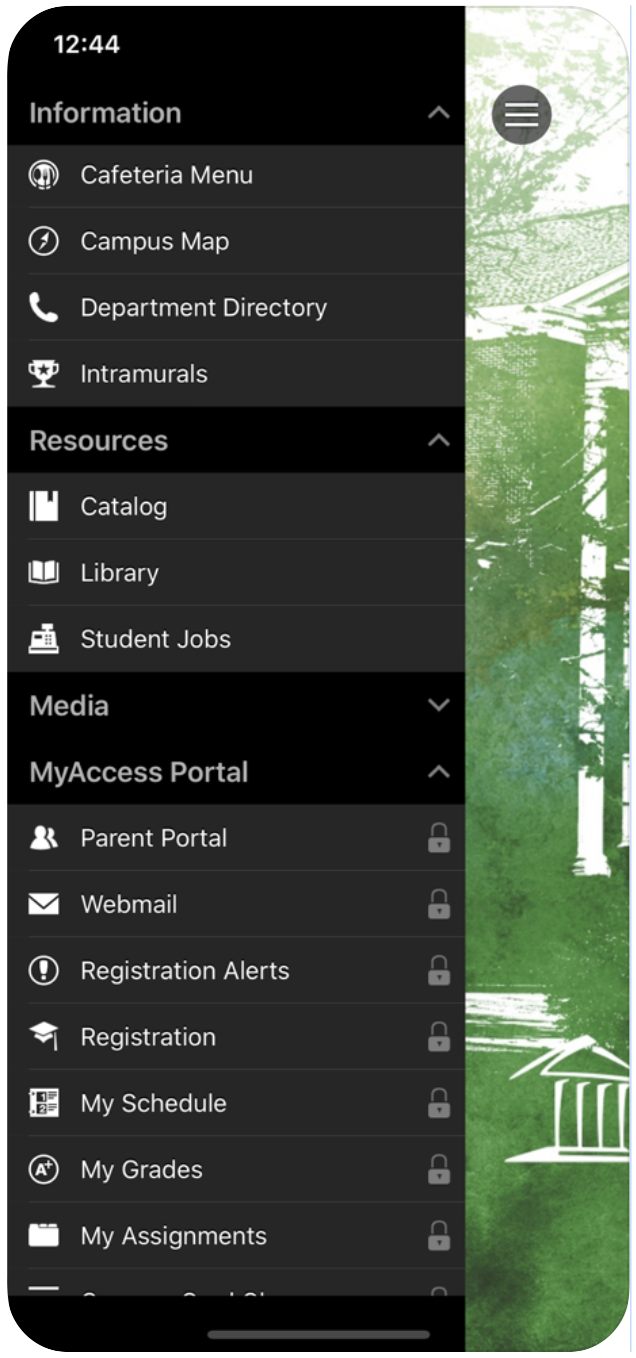 12:44
Information
Cafeteria Menu
Campus Map
Department Directory
Intramurals
Resources
Catalog
Library
Student Jobs
Media
MyAccess Portal
Parent Portal
Webmail
Registration Alerts
Registration
My Schedule
My Grades
My Assignments